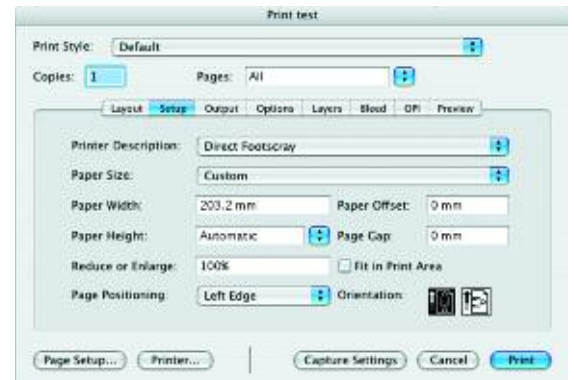 Print test
Print Style: Default
Copies: 1 Pages: All
Layout Setup Output Options Layers Bleed OPI Preview
Printer Description: Direct Footscray
Paper Size: Custom
Paper Width: 203.2 mm Paper Offset: 0 mm
Paper Height: Automatic Page Gap: 0 mm
Reduce or Enlarge: 100% Fit in Print Area
Page Positioning: Left Edge Orientation:
Page Setup... Printer... Capture Settings Cancel Print